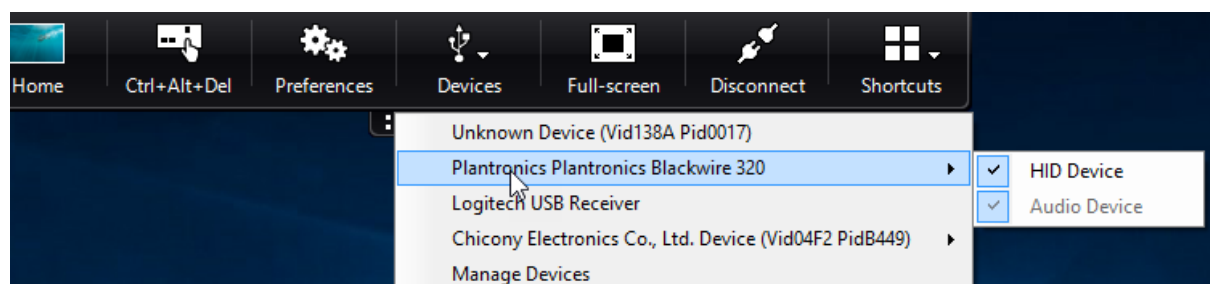 Home Ctrl+Alt+Del Preferences Devices Full-screen Disconnect Shortcuts
Unknown Device (Vid138A Pid0017)
Plantronics Plantronics Blackwire 320
HID Device
Logitech USB Receiver
Audio Device
Chicony Electronics Co., Ltd. Device (Vid04F2 PidB449)
Manage Devices